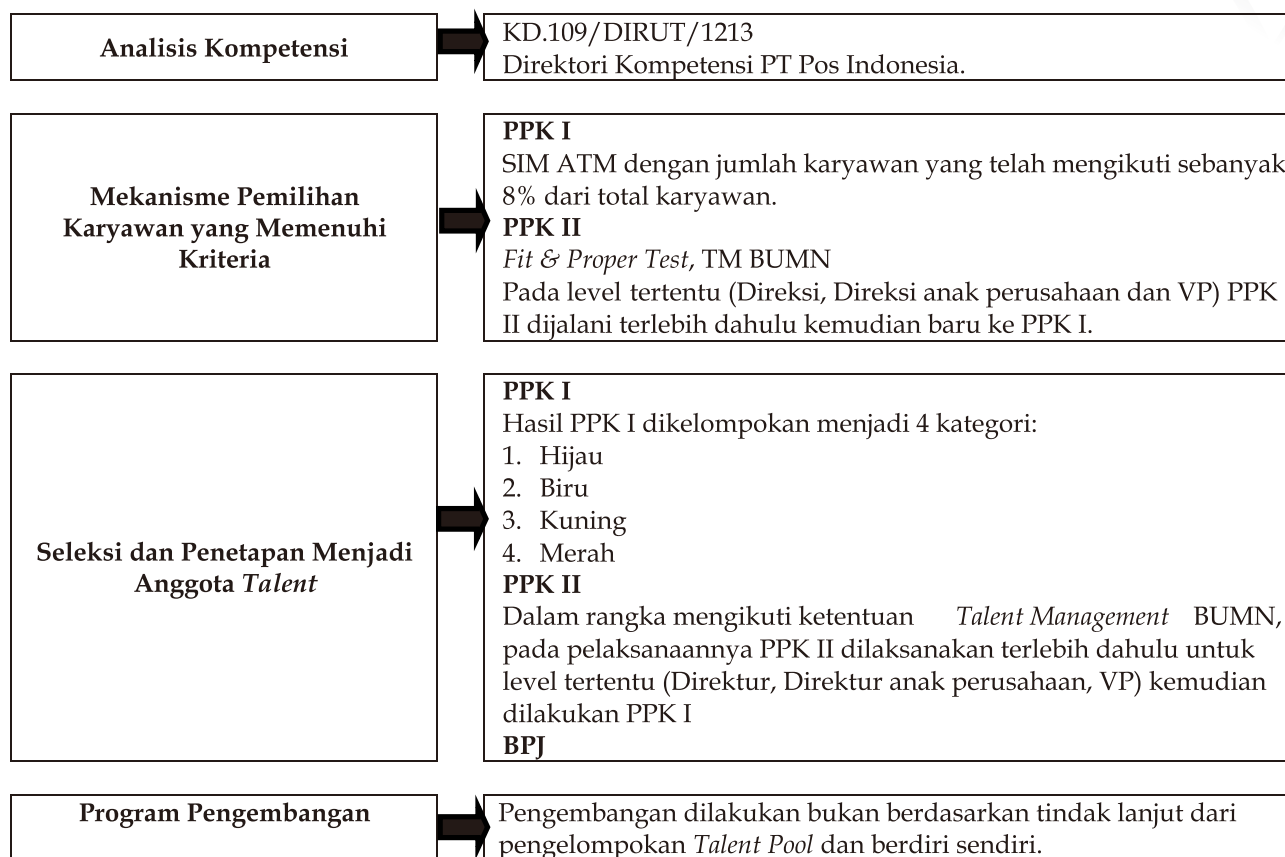 Analisis Kompetensi
KD.109/DIRUT/1213
Direktori Kompetensi PT Pos Indonesia.
Mekanisme Pemilihan
Karyawan yang Memenuhi
Kriteria
PPK I
SIM ATM dengan jumlah karyawan yang telah mengikuti sebanyak
8% dari total karyawan.
PPK II
Fit & Proper Test, TM BUMN
Pada level tertentu (Direksi, Direksi anak perusahaan dan VP) PPK
II dijalani terlebih dahulu kemudian baru ke PPK I.
Seleksi dan Penetapan Menjadi
Anggota Talent
PPK I
Hasil PPK I dikelompokan menjadi 4 kategori:
1. Hijau
2. Biru
3. Kuning
4. Merah
PPK II
Dalam rangka mengikuti ketentuan Talent Management BUMN,
pada pelaksanaannya PPK II dilaksanakan terlebih dahulu untuk
level tertentu (Direktur, Direktur anak perusahaan, VP) kemudian
dilakukan PPK I
BPJ
Program Pengembangan
Pengembangan dilakukan bukan berdasarkan tindak lanjut dari
pengelompokan Talent Pool dan berdiri sendiri.